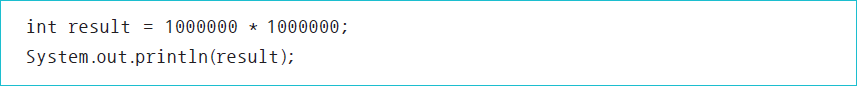 int result = 1000000 * 1000000;
System.out.println(result);